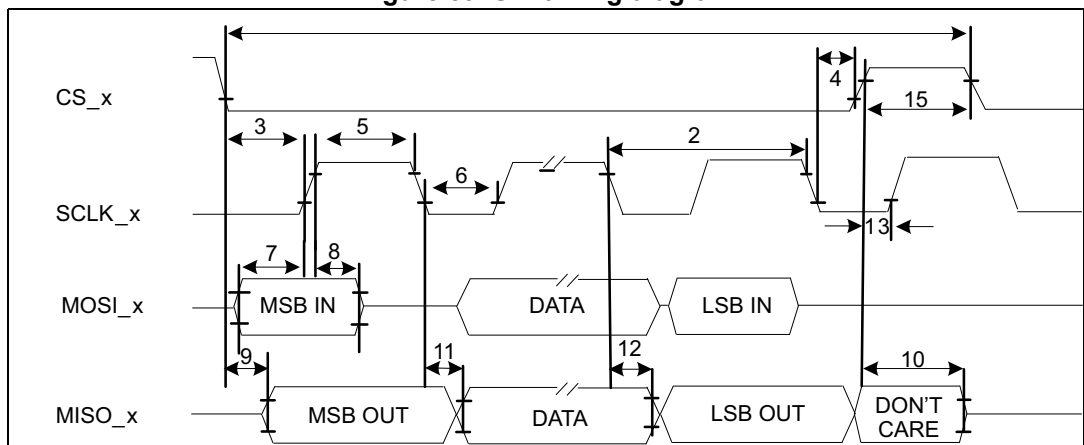 4
CS_x
15
3
5
2
6
SCLK_x
13
7
8
MOSI_x
MSB IN
DATA
LSB IN
9
11
12
10
MISO_x
MSB OUT
DATA
LSB OUT
DON'T
CARE